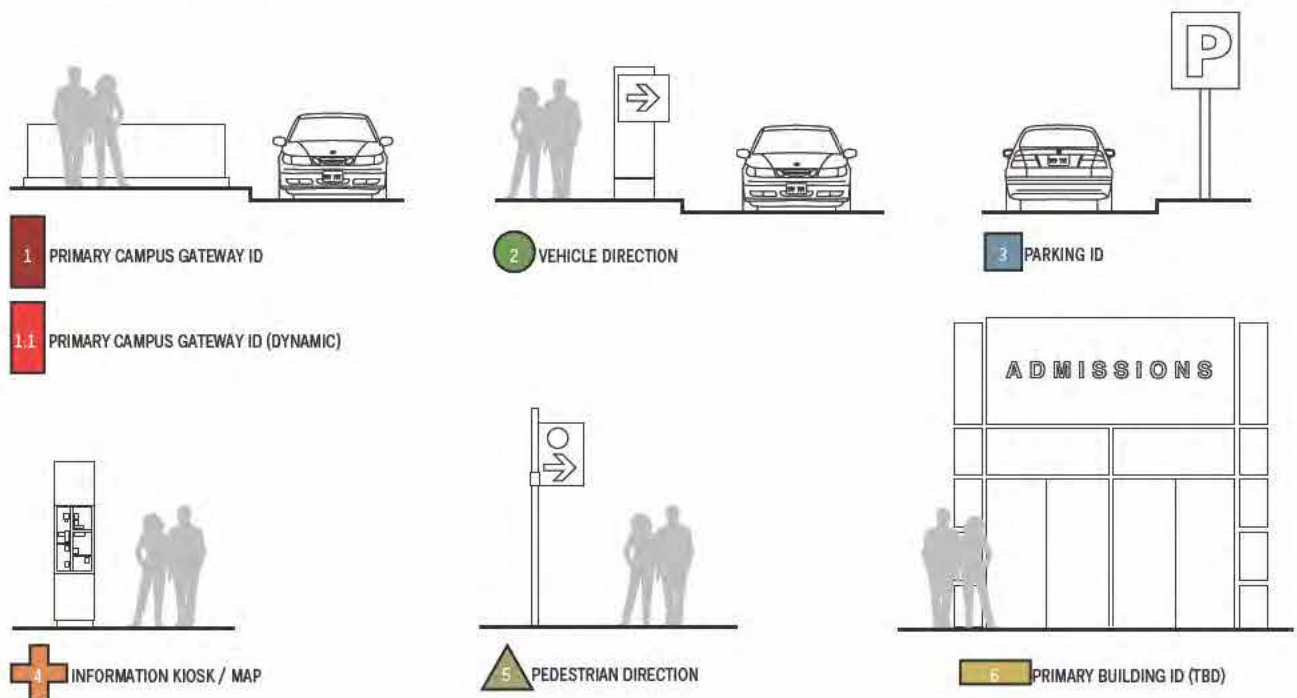 P
1 PRIMARY CAMPUS GATEWAY ID
2 VEHICLE DIRECTION
3 PARKING ID
1.1 PRIMARY CAMPUS GATEWAY ID (DYNAMIC)
ADMISSIONS
4 INFORMATION KIOSK / MAP
5 PEDESTRIAN DIRECTION
6 PRIMARY BUILDING ID (TBD)